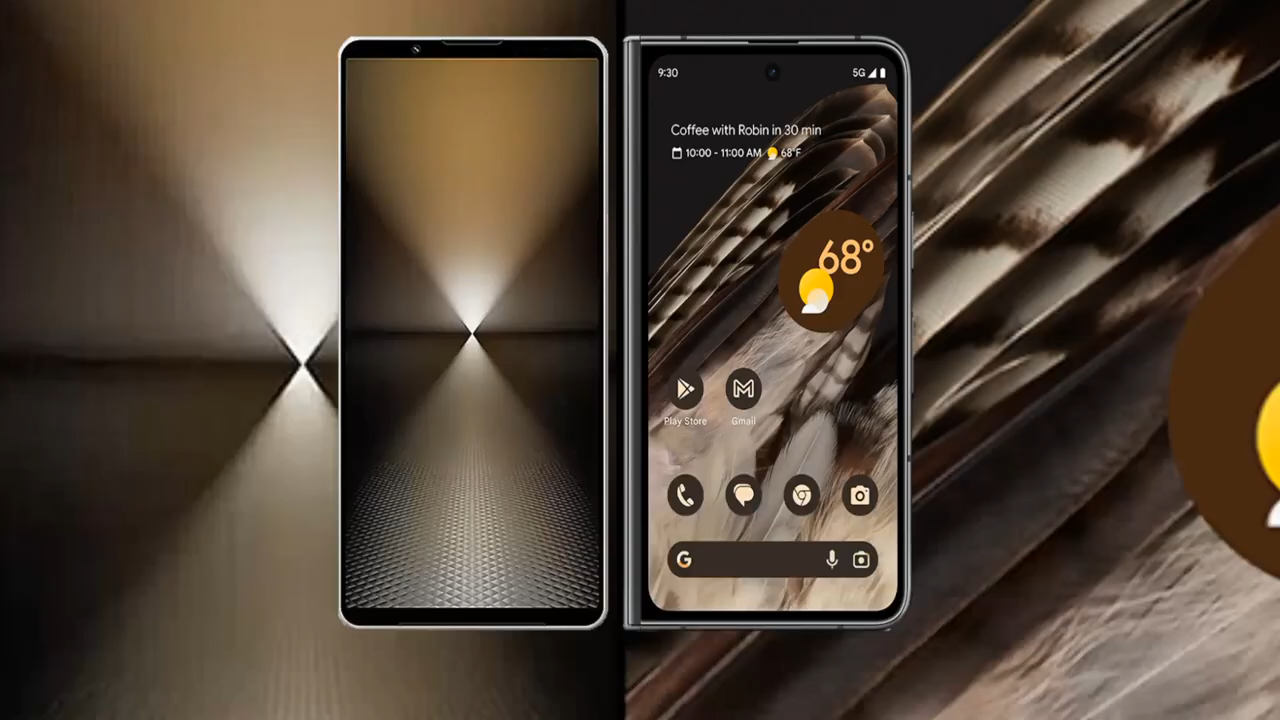 9:30
5G
Coffee with Robin in 30 min
10:00 - 11:00 AM 68°F
68°
Play Store
Gmail
G